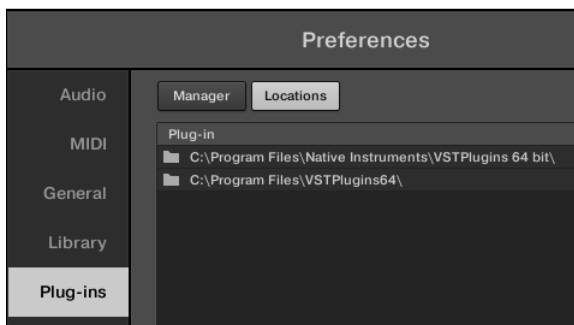 Preferences
Audio
Manager Locations
Plug-in
MIDI
C:\Program Files\Native Instruments\VSTPlugins 64 bit\
C:\Program Files\VSTPlugins64\
General
Library
Plug-ins